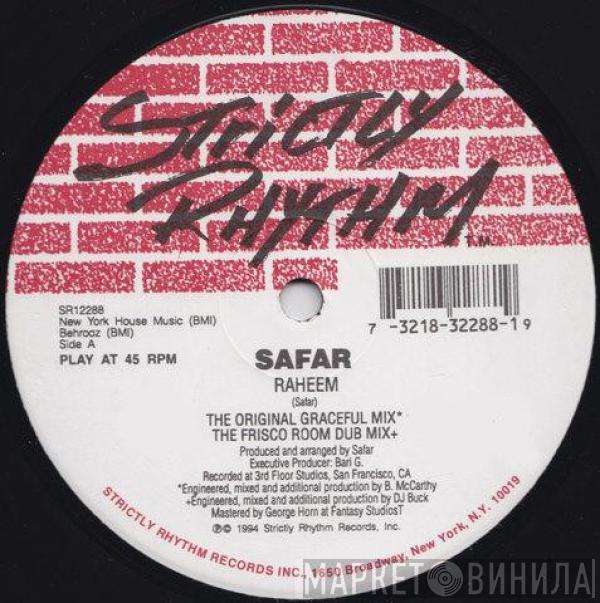 STRICTLY
RHYTHM
T.M.
SR12288
New York House Music (BMI)
Behrooz (BMI)
Side A
PLAY AT 45 RPM
7 -3218-32288-1 9
SAFAR
RAHEEM
(Safar)
THE ORIGINAL GRACEFUL MIX*
THE FRISCO ROOM DUB MIX+
Produced and arranged by Safar
Executive Producer: Bari G.
Recorded at 3rd Floor Studios, San Francisco, CA
*Engineered, mixed and additional production by B. McCarthy
+Engineered, mixed and additional production by DJ Buck
Mastered by George Horn at Fantasy StudiosT
℗© 1994 Strictly Rhythm Records, Inc.
STRICTLY RHYTHM RECORDS INC., 1650 Broadway, New York, N.Y. 10019
МАРКЕТ ВИНИЛА